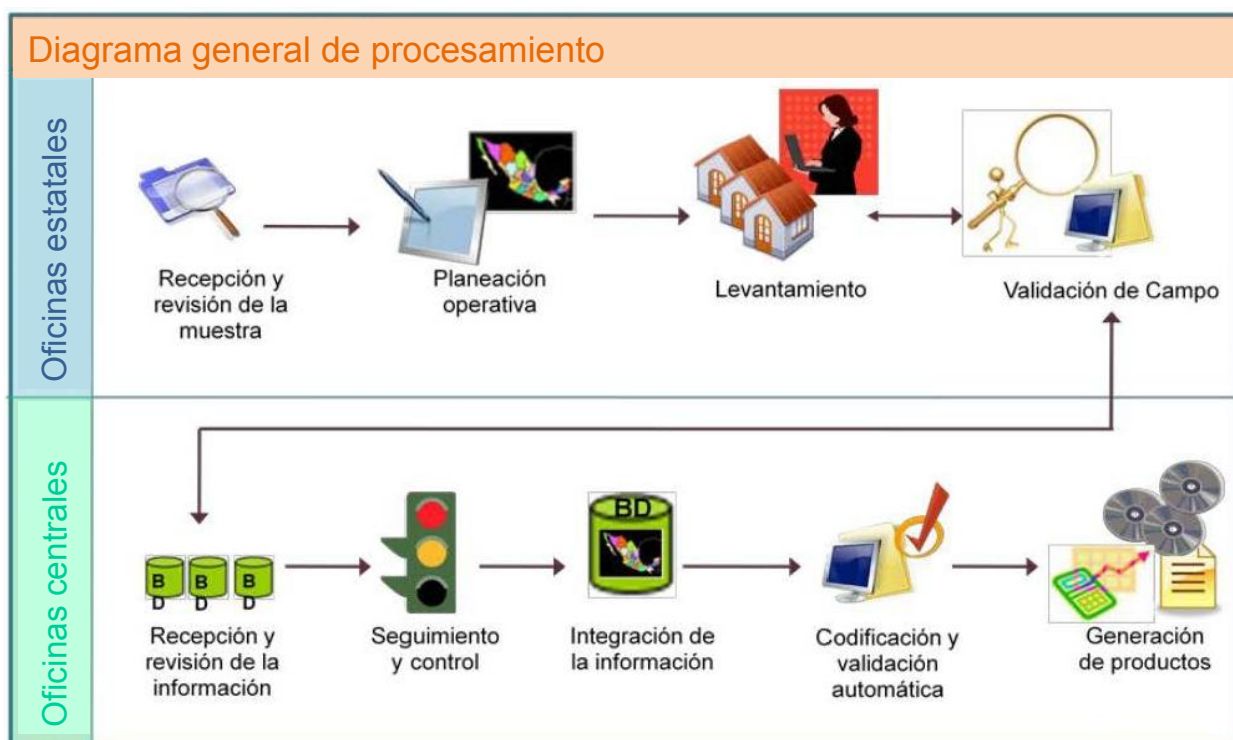 Diagrama general de procesamiento
Oficinas estatales
Recepción y
revisión de la
muestra
Planeación
operativa
Levantamiento
Validación de Campo
Oficinas centrales
B
D
B
D
B
D
Recepción y
revisión de la
información
Seguimiento
y control
BD
Integración de
la información
Codificación y
validación
automática
Generación
de productos